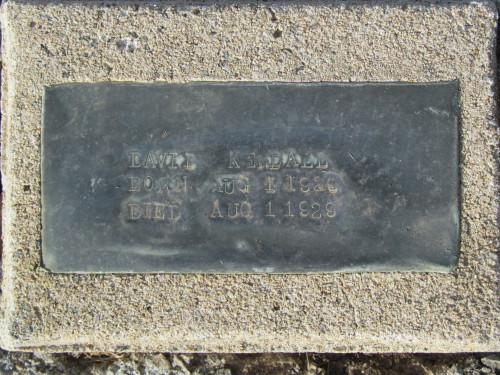 DAVID KENDALL
BORN AUG 1 1929
DIED AUG 1 1929